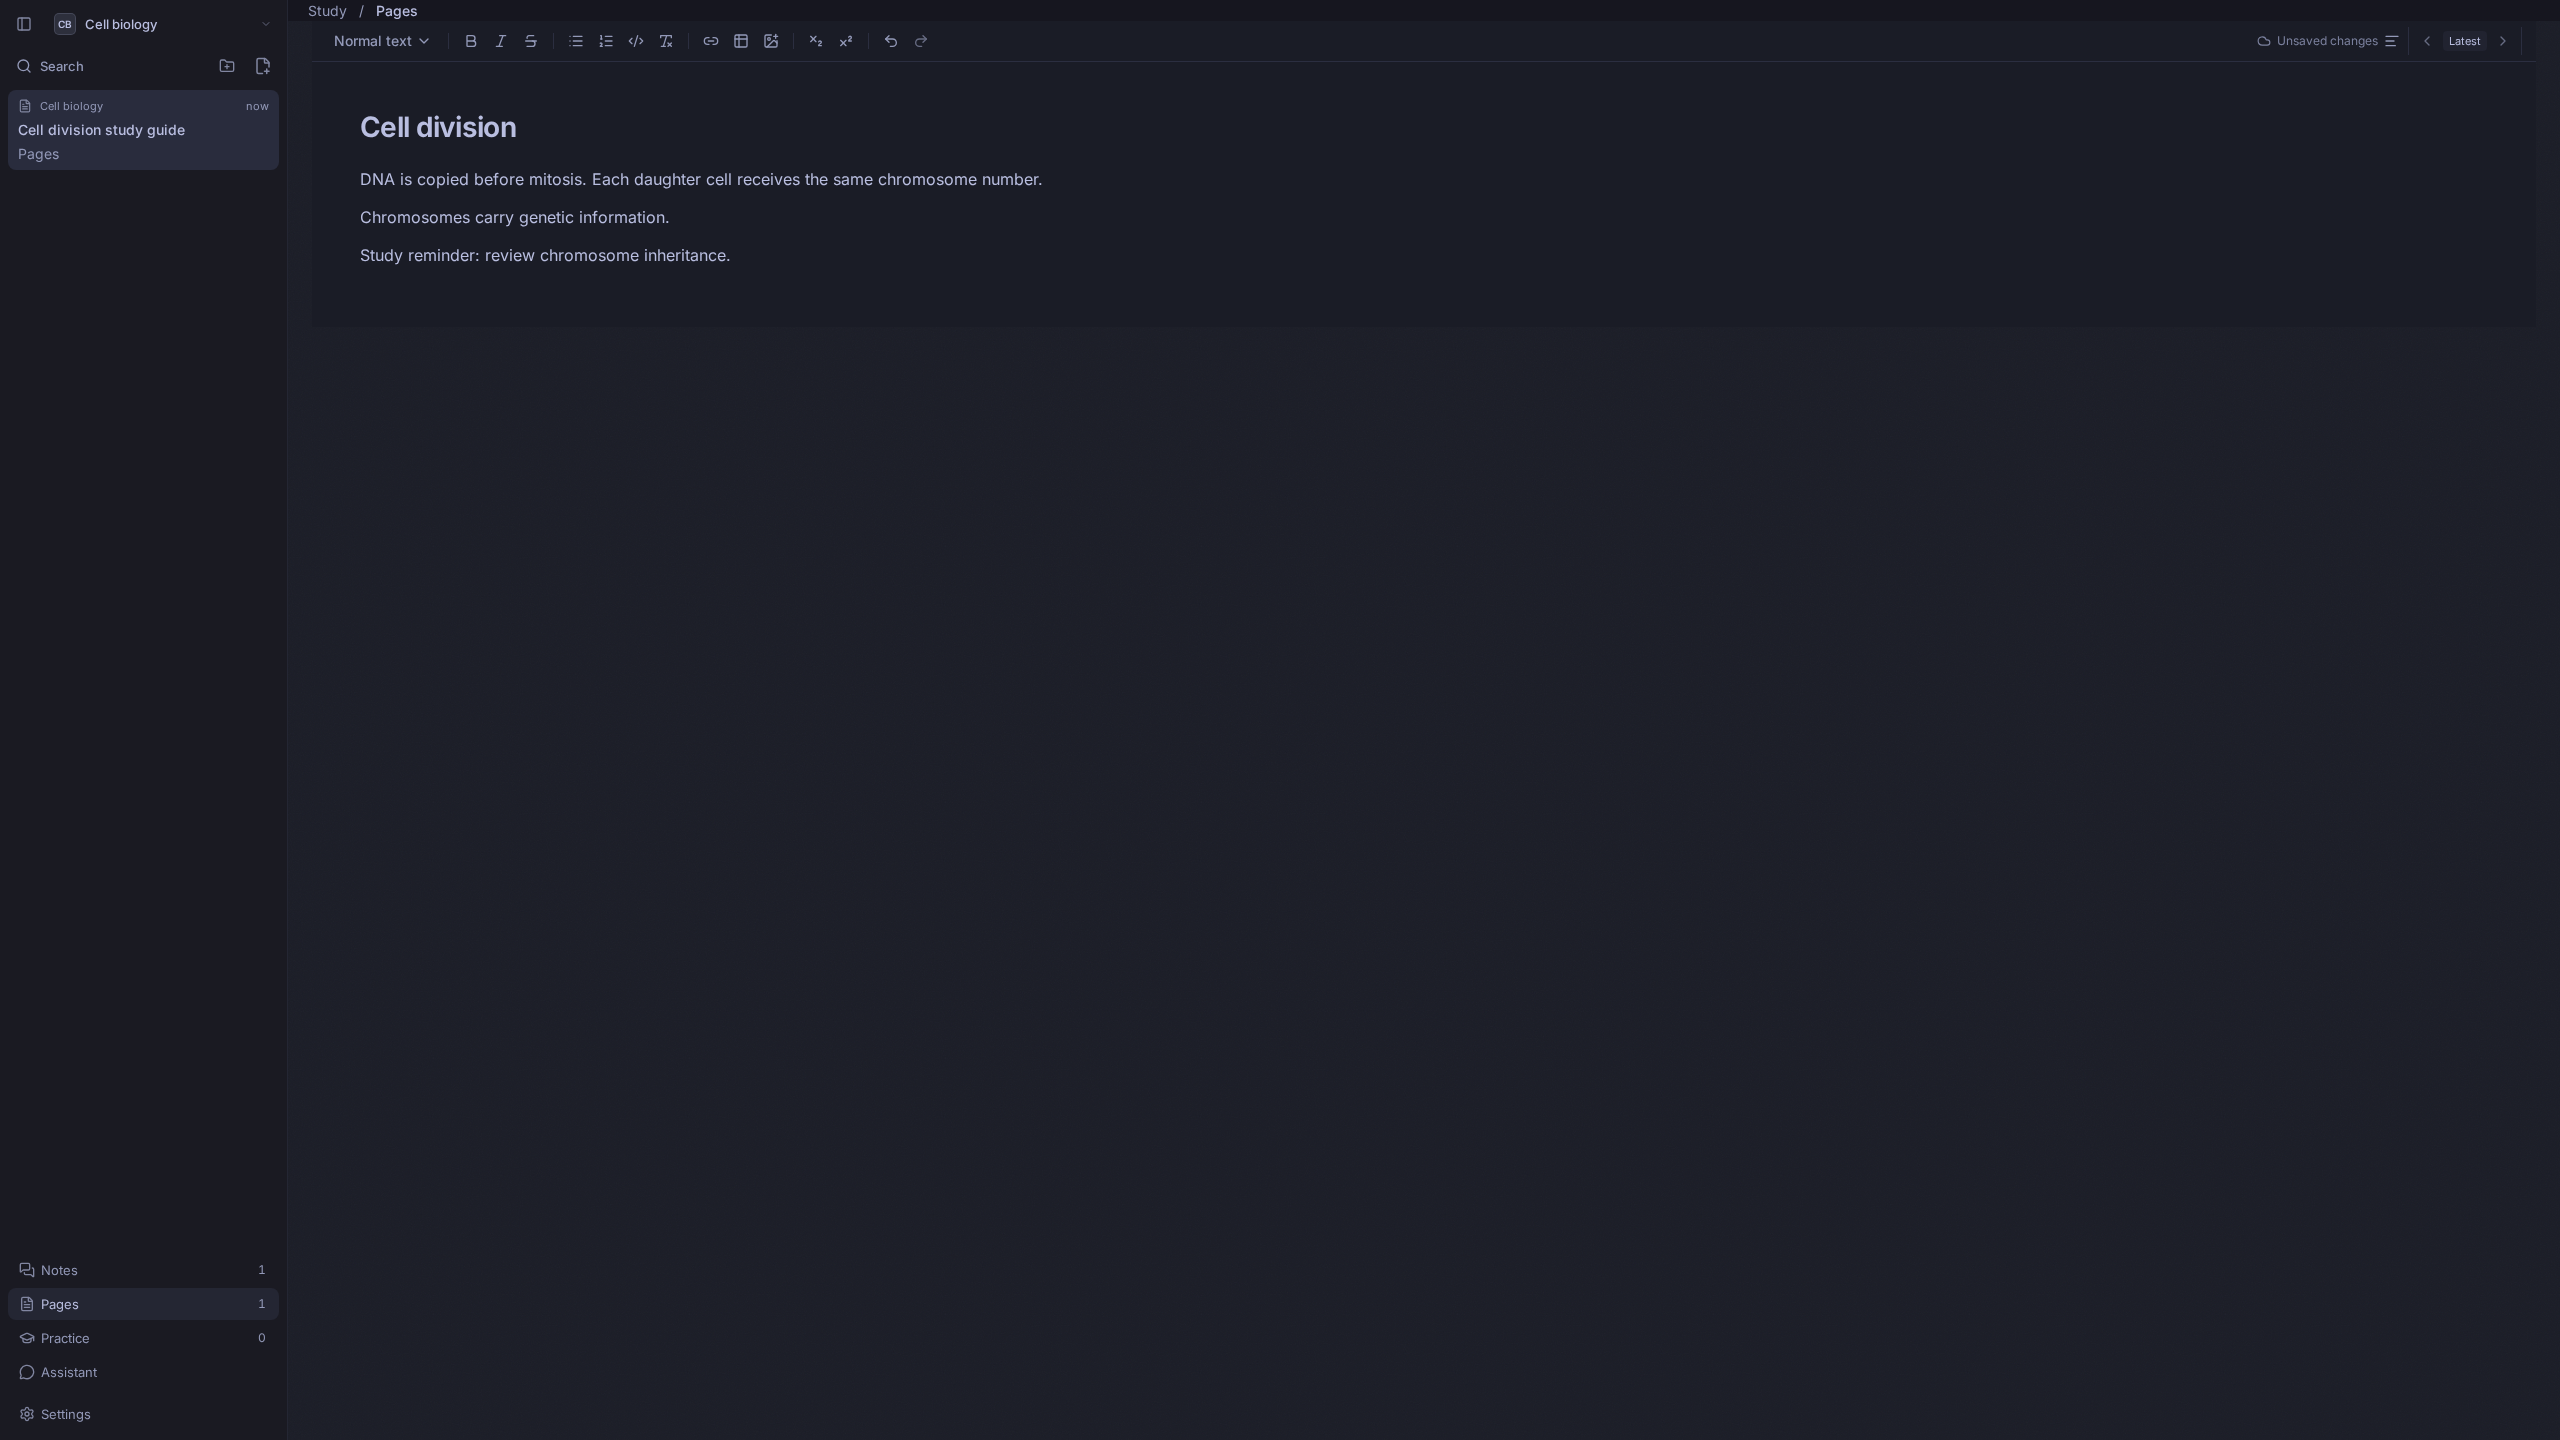 CB Cell biology
Study / Pages
Normal text
Unsaved changes
Latest
Search
Cell biology now
Cell division study guide
Pages
Cell division
DNA is copied before mitosis. Each daughter cell receives the same chromosome number.
Chromosomes carry genetic information.
Study reminder: review chromosome inheritance.
Notes 1
Pages 1
Practice 0
Assistant
Settings